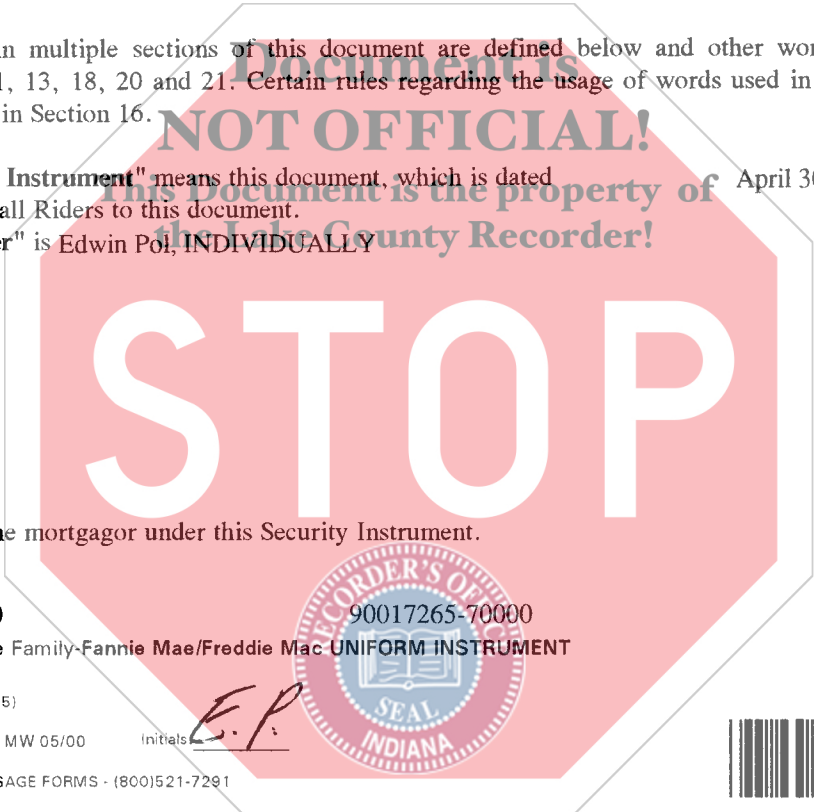 in multiple sections of this document are defined below and other wor
1, 13, 18, 20 and 21. Certain rules regarding the usage of words used in
in Section 16.
Document is
NOT OFFICIAL!
This Document is the property of
the Lake County Recorder!
Instrument" means this document, which is dated April 30
all Riders to this document.
r" is Edwin Pol, INDIVIDUALLY
STOP
e mortgagor under this Security Instrument.
90017265-70000
e Family-Fannie Mae/Freddie Mac UNIFORM INSTRUMENT
5)
MW 05/00 Initials: E.P.
GAGE FORMS - (800)521-7291
RECORDER'S OFFICE
SEAL
INDIANA